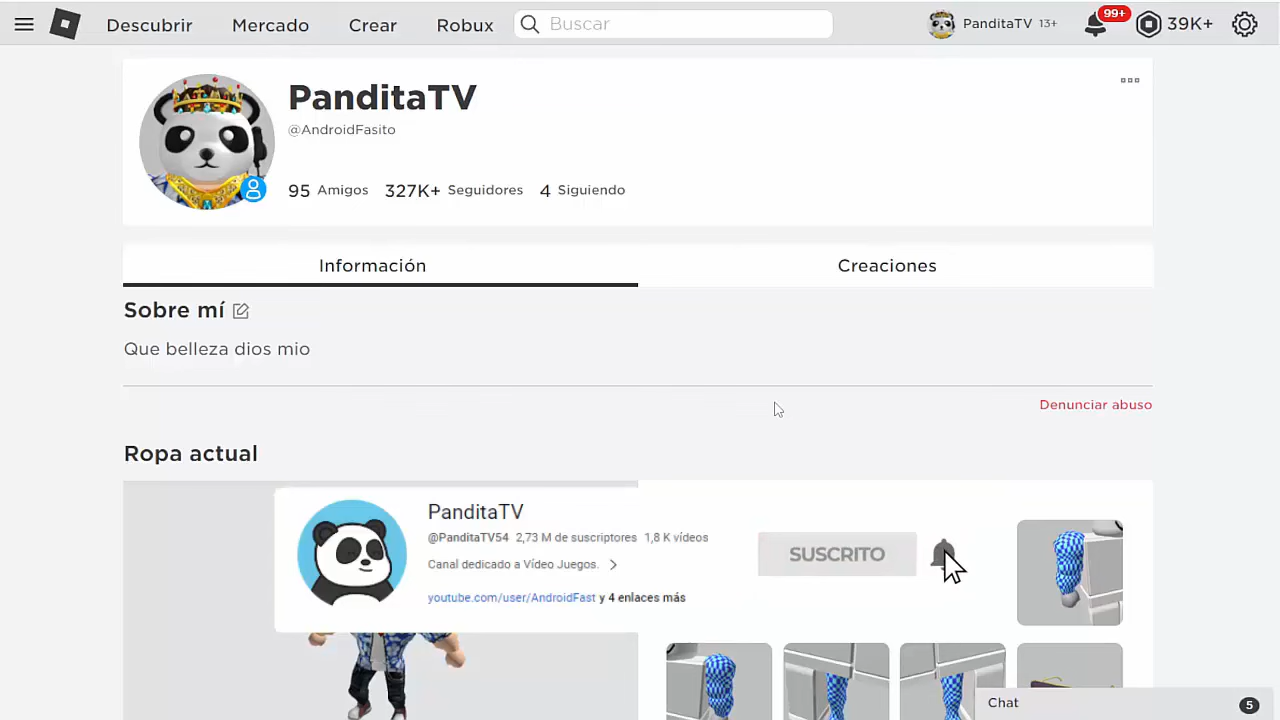 Descubrir Mercado Crear Robux Buscar PanditaTV 13+ 99+ 39K+
PanditaTV
@AndroidFasito
95 Amigos 327K+ Seguidores 4 Siguiendo
Información Creaciones
Sobre mí
Que belleza dios mio
Denunciar abuso
Ropa actual
PanditaTV
@PanditaTV54 2,73 M de suscriptores 1,8 K vídeos
Canal dedicado a Vídeo Juegos.
youtube.com/user/AndroidFast y 4 enlaces más
SUSCRITO
Chat 5